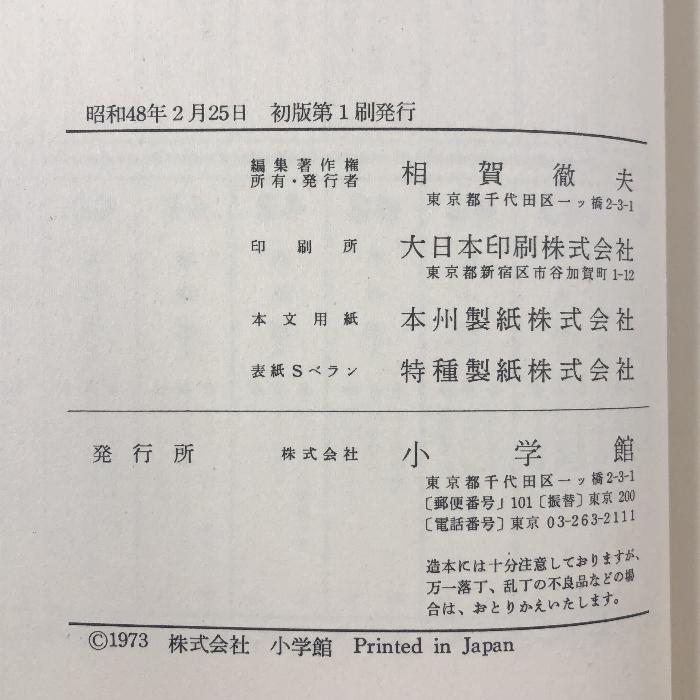 昭和48年2月25日 初版第1刷発行
編集著作権
所有・発行者 相賀徹夫
東京都千代田区一ッ橋2-3-1
印刷所 大日本印刷株式会社
東京都新宿区市谷加賀町1-12
本文用紙 本州製紙株式会社
表紙Sベラン 特種製紙株式会社
発行所 株式会社 小学館
東京都千代田区一ッ橋2-3-1
〔郵便番号〕101〔振替〕東京 200
〔電話番号〕東京 03-263-2111
造本には十分注意しておりますが、
万一落丁、乱丁の不良品などの場
合は、おとりかえいたします。
©1973 株式会社 小学館 Printed in Japan